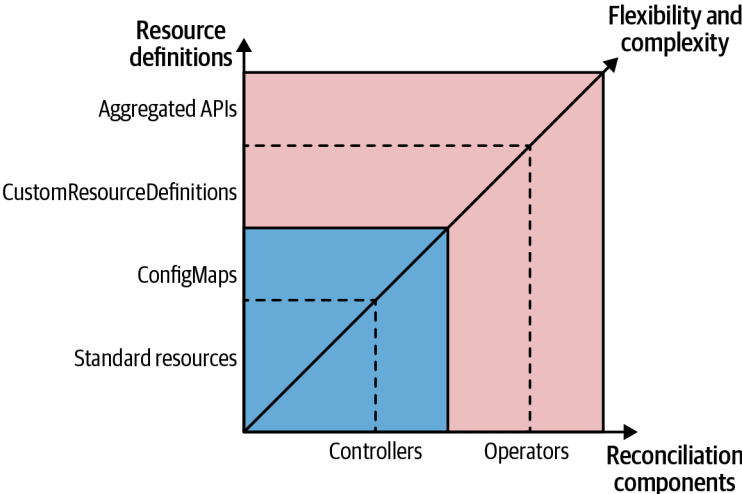 Flexibility and
complexity
Resource
definitions
Aggregated APIs
CustomResourceDefinitions
ConfigMaps
Standard resources
Controllers
Operators
Reconciliation
components